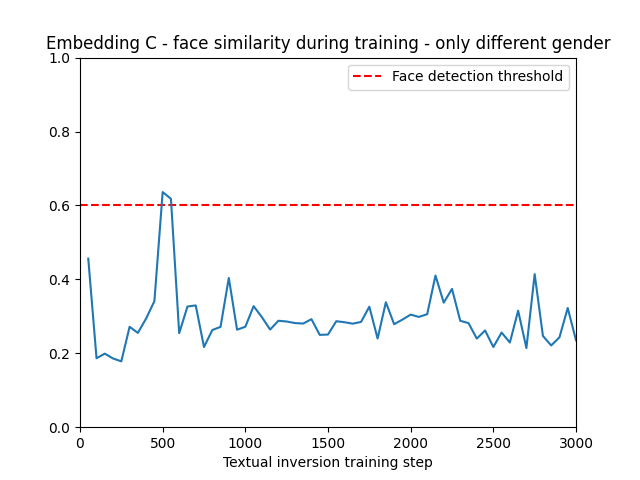 Embedding C - face similarity during training - only different gender
1.0
Face detection threshold
0.8
0.6
0.4
0.2
0.0
0 500 1000 1500 2000 2500 3000
Textual inversion training step